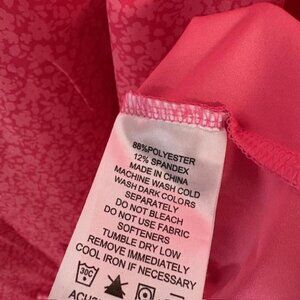 88%POLYESTER
12% SPANDEX
MADE IN CHINA
MACHINE WASH COLD
WASH DARK COLORS
SEPARATELY
DO NOT BLEACH
DO NOT USE FABRIC
SOFTENERS
TUMBLE DRY LOW
REMOVE IMMEDIATELY
COOL IRON IF NECESSARY
30C